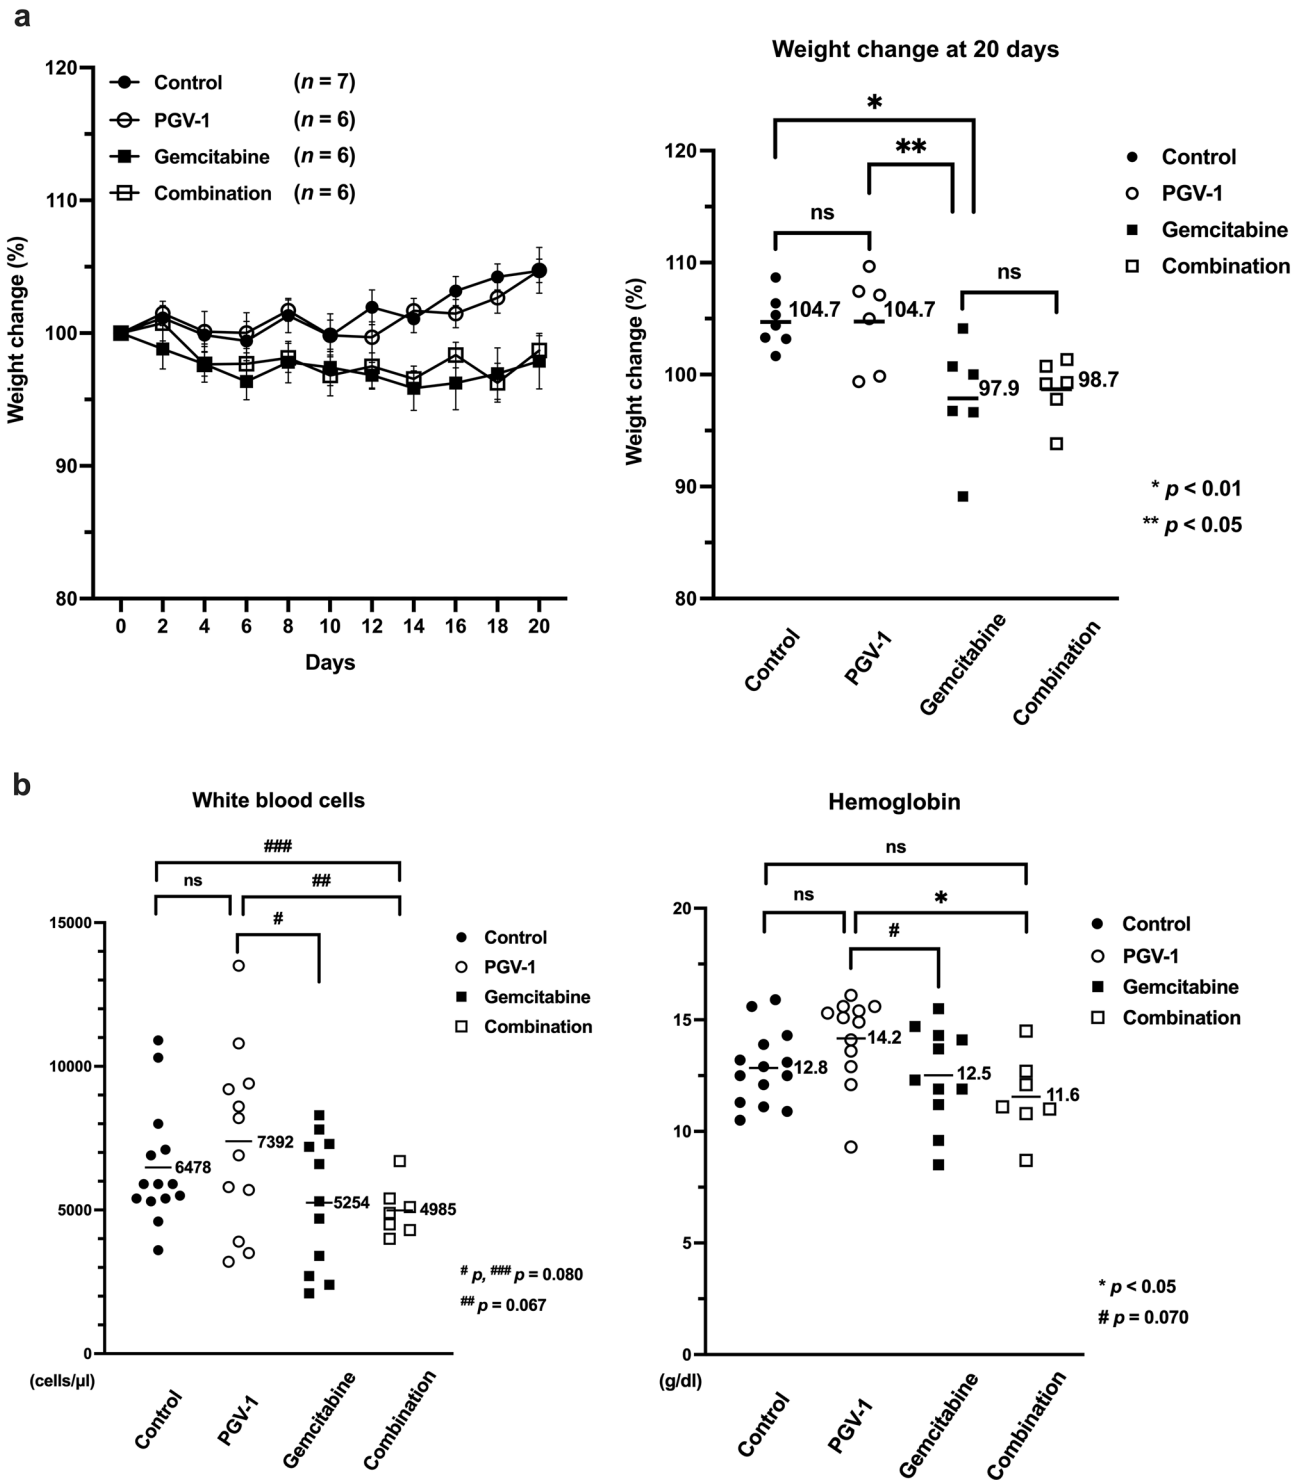 a
120
110
100
90
80
Weight change (%)
Control (n = 7)
PGV-1 (n = 6)
Gemcitabine (n = 6)
Combination (n = 6)
0 2 4 6 8 10 12 14 16 18 20
Days
Weight change at 20 days
*
**
ns
ns
120
110
100
90
80
Weight change (%)
104.7
104.7
97.9
98.7
Control
PGV-1
Gemcitabine
Combination
* p < 0.01
** p < 0.05
Control
PGV-1
Gemcitabine
Combination
b
White blood cells
###
ns
##
#
15000
10000
5000
0
(cells/μl)
6478
7392
5254
4985
Control
PGV-1
Gemcitabine
Combination
# p, ### p = 0.080
## p = 0.067
Control
PGV-1
Gemcitabine
Combination
Hemoglobin
ns
ns
*
#
20
15
10
5
0
(g/dl)
12.8
14.2
12.5
11.6
Control
PGV-1
Gemcitabine
Combination
* p < 0.05
# p = 0.070
Control
PGV-1
Gemcitabine
Combination